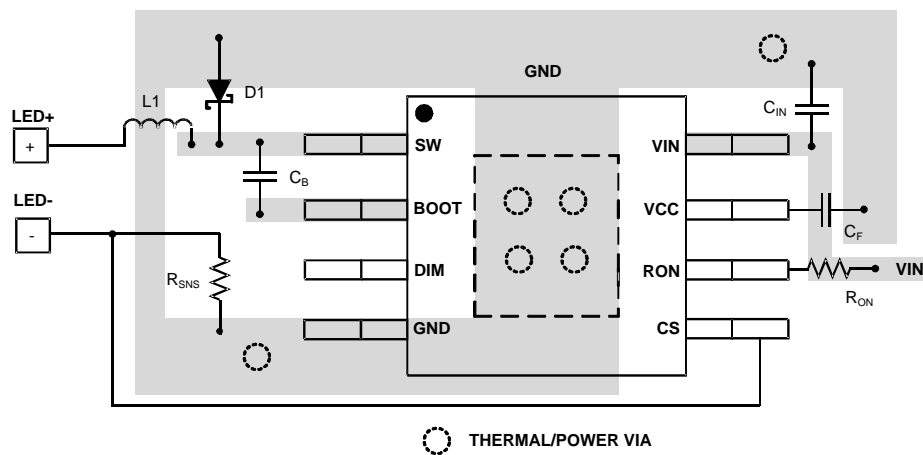 GND
L1
D1
C_IN
LED+
+
SW
VIN
C_B
LED-
BOOT
VCC
-
C_F
R_SNS
DIM
RON
VIN
R_ON
GND
CS
THERMAL/POWER VIA